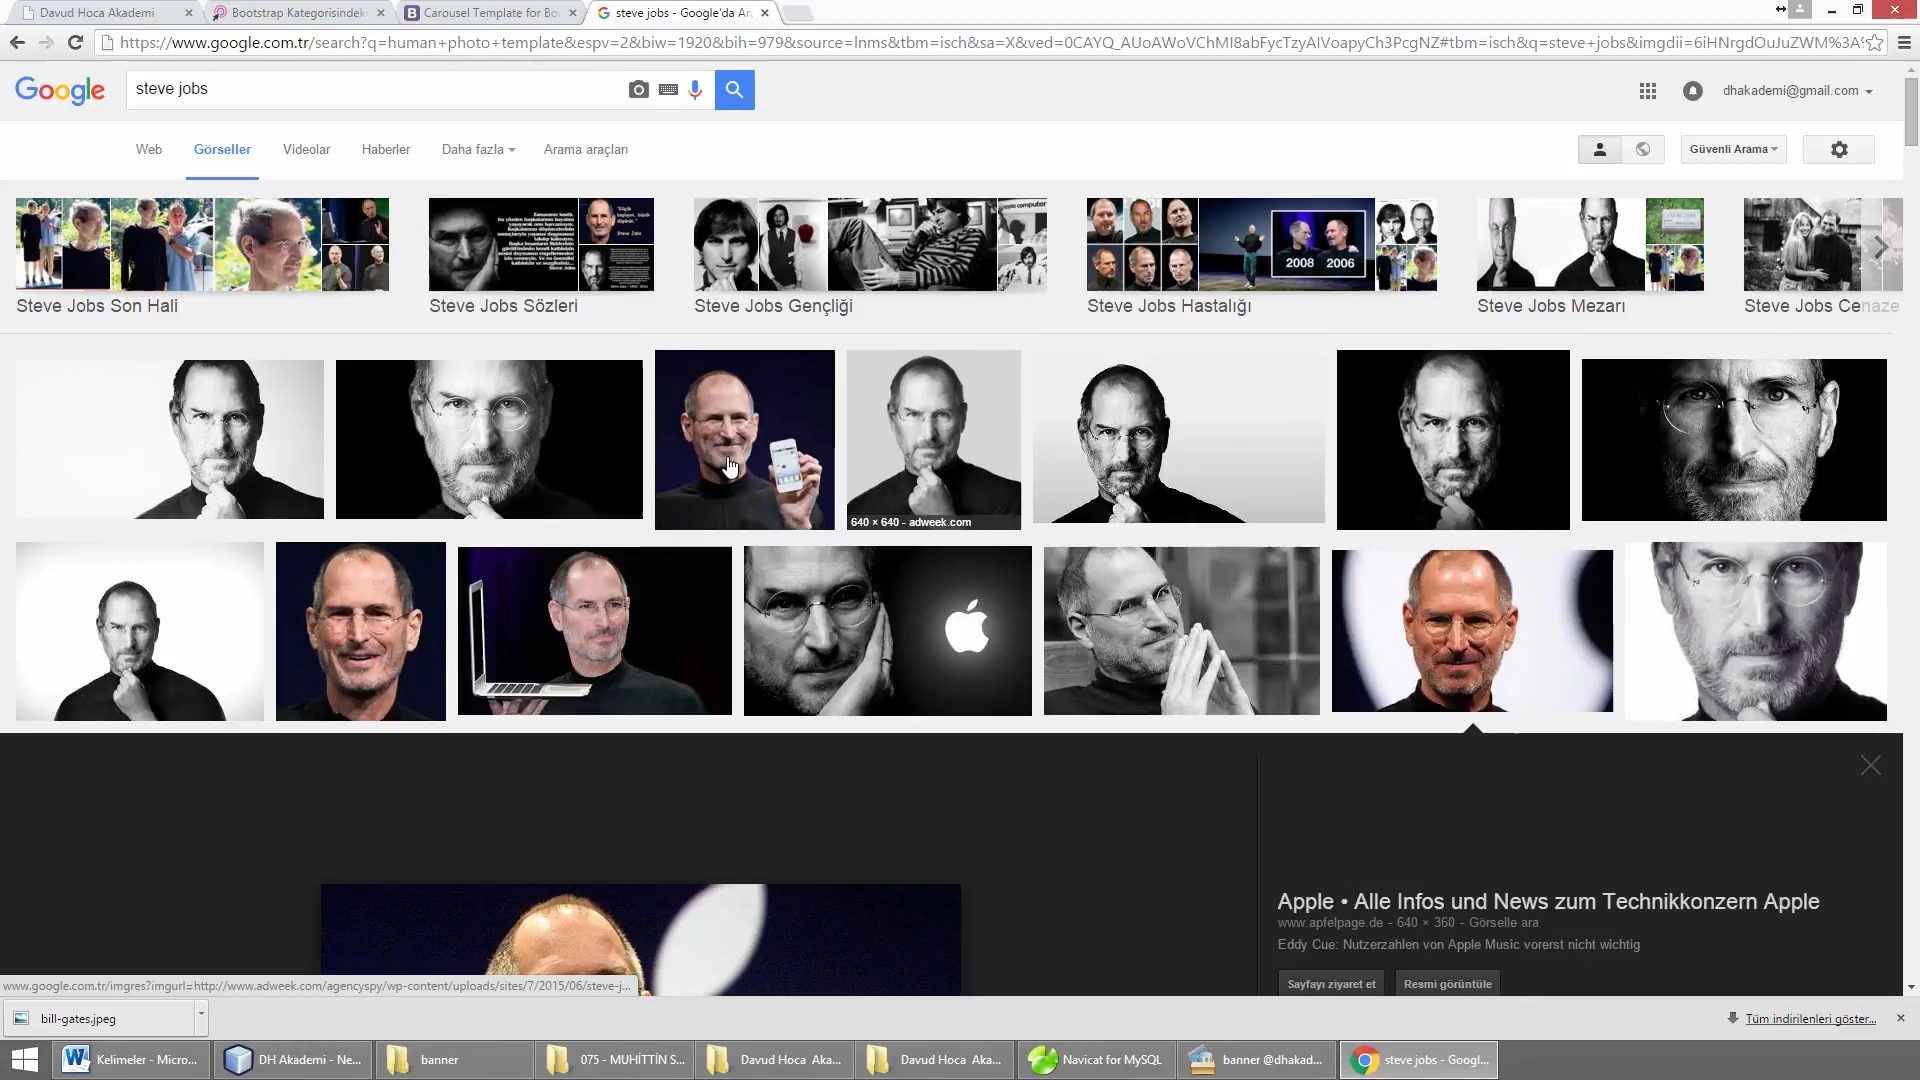 Davud Hoca Akademi
Bootstrap Kategorisindeki
Carousel Template for Bo
steve jobs - Google'da Ar
https://www.google.com.tr/search?q=human+photo+template&espv=2&biw=1920&bih=979&source=lnms&tbm=isch&sa=X&ved=0CAYQ_AUoAWoVChMI8abFycTzyAIVoapyCh3PcgNZ#tbm=isch&q=steve+jobs&imgdii=6iHNrgdOuJuZWM%3A%
Google
steve jobs
dhakademi@gmail.com
Web
Görseller
Videolar
Haberler
Daha fazla
Arama araçları
Güvenli Arama
2008 2006
Steve Jobs Son Hali
Steve Jobs Sözleri
Steve Jobs Gençliği
Steve Jobs Hastalığı
Steve Jobs Mezarı
Steve Jobs Cenaze
640 × 640 - adweek.com
Apple • Alle Infos und News zum Technikkonzern Apple
www.apfelpage.de - 640 × 360 - Görselle ara
Eddy Cue: Nutzerzahlen von Apple Music vorerst nicht wichtig
Sayfayı ziyaret et
Resmi görüntüle
www.google.com.tr/imgres?imgurl=http://www.adweek.com/agencyspy/wp-content/uploads/sites/7/2015/06/steve-j...
bill-gates.jpeg
Tüm indirilenleri göster...
Kelimeler - Micro...
DH Akademi - Ne...
banner
075 - MUHİTTİN S...
Davud Hoca Aka...
Davud Hoca Aka...
Navicat for MySQL
banner @dhakad...
steve jobs - Googl...